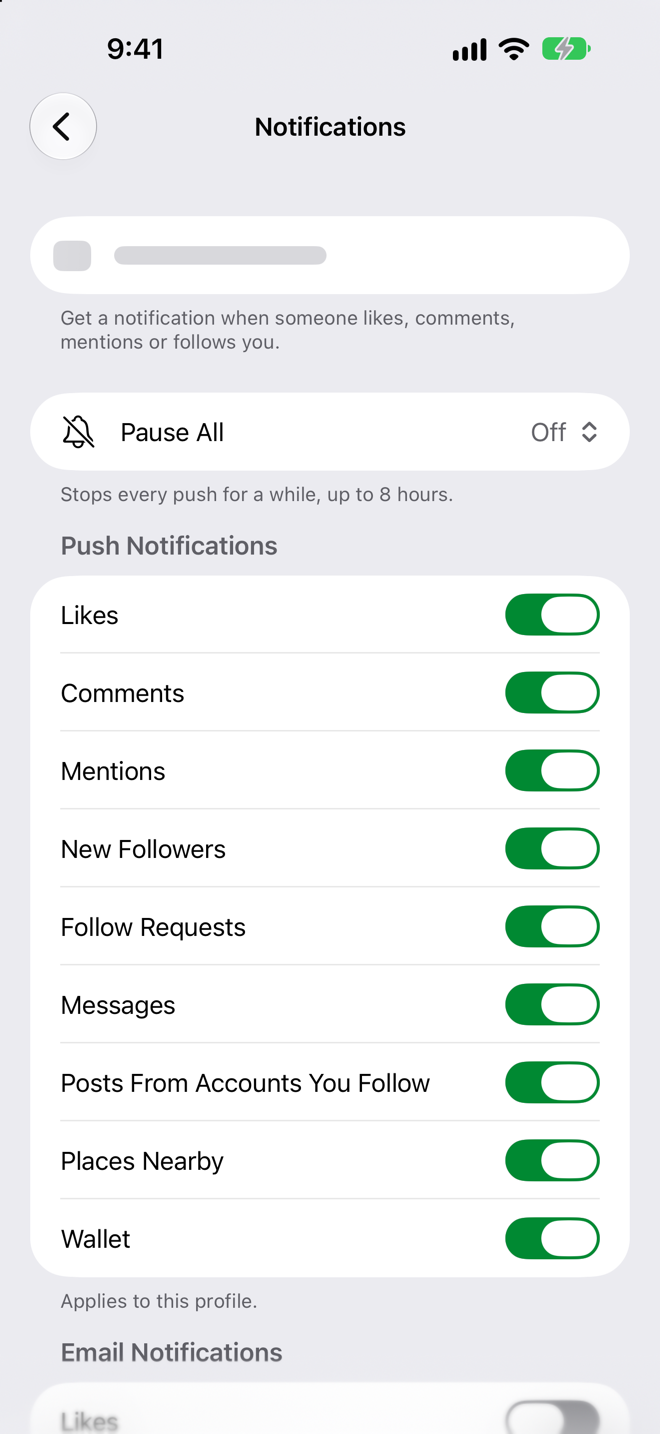 9:41
Notifications
Get a notification when someone likes, comments,
mentions or follows you.
Pause All
Off
Stops every push for a while, up to 8 hours.
Push Notifications
Likes
Comments
Mentions
New Followers
Follow Requests
Messages
Posts From Accounts You Follow
Places Nearby
Wallet
Applies to this profile.
Email Notifications
Likes